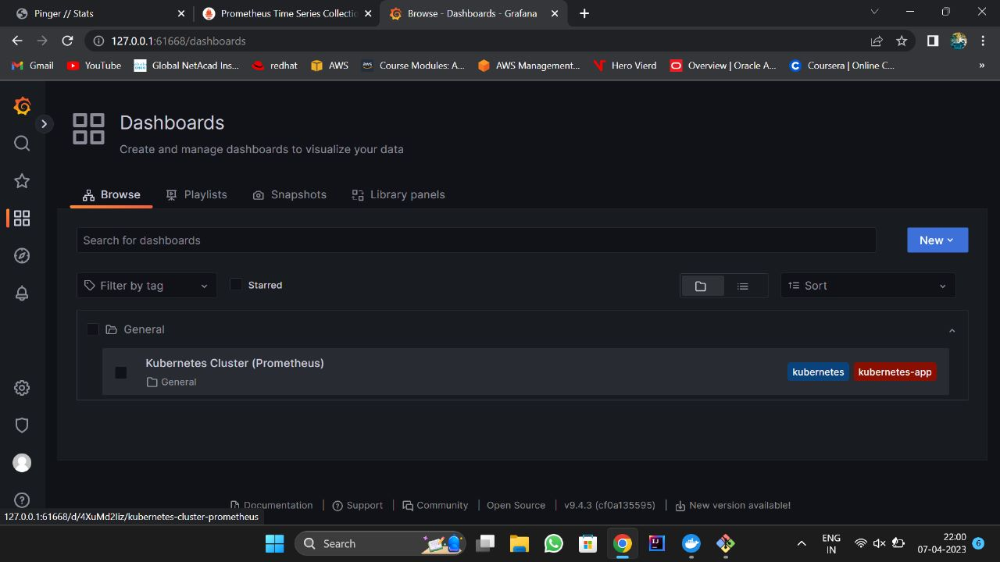 Pinger // Stats
Prometheus Time Series Collectio
Browse - Dashboards - Grafana
127.0.0.1:61668/dashboards
Gmail
YouTube
Global NetAcad Ins...
redhat
AWS
Course Modules: A...
AWS Management...
Hero Vierd
Overview | Oracle A...
Coursera | Online C...
»
Dashboards
Create and manage dashboards to visualize your data
Browse
Playlists
Snapshots
Library panels
Search for dashboards
New
Filter by tag
Starred
Sort
General
Kubernetes Cluster (Prometheus)
General
kubernetes
kubernetes-app
Documentation
Support
Community
Open Source
v9.4.3 (cf0a135595)
New version available!
127.0.0.1:61668/d/4XuMd2Iiz/kubernetes-cluster-prometheus
Search
ENG
IN
22:00
07-04-2023
6